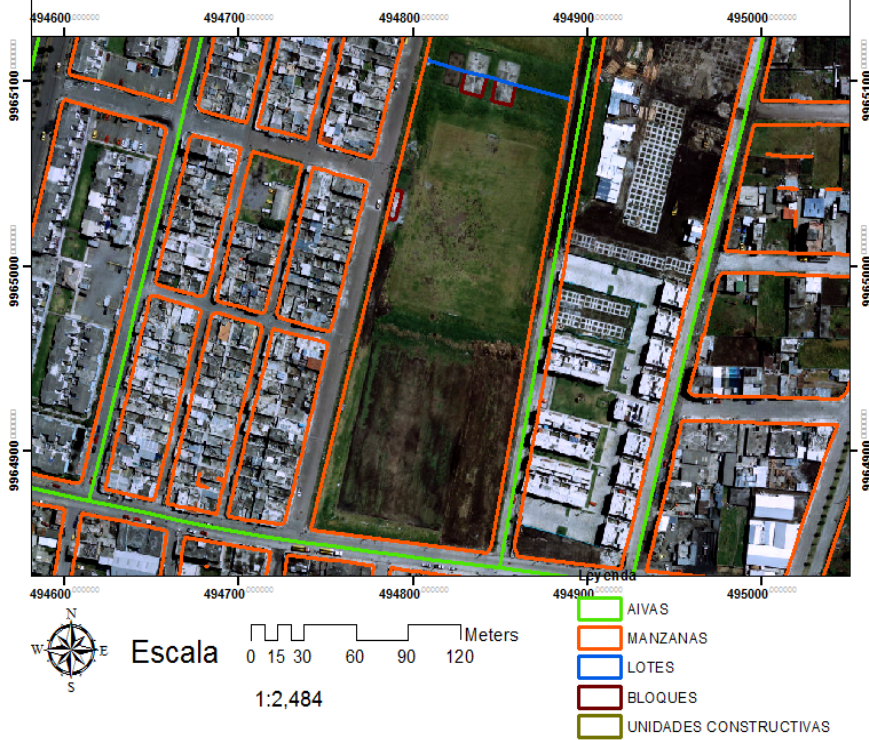 494600 494700 494800 494900 495000
9965100 9965100
9965000 9965000
9964900 9964900
494600 494700 494800 494900 495000
Leyenda
N
W E
S
Escala
Meters
0 15 30 60 90 120
1:2,484
AIVAS
MANZANAS
LOTES
BLOQUES
UNIDADES CONSTRUCTIVAS